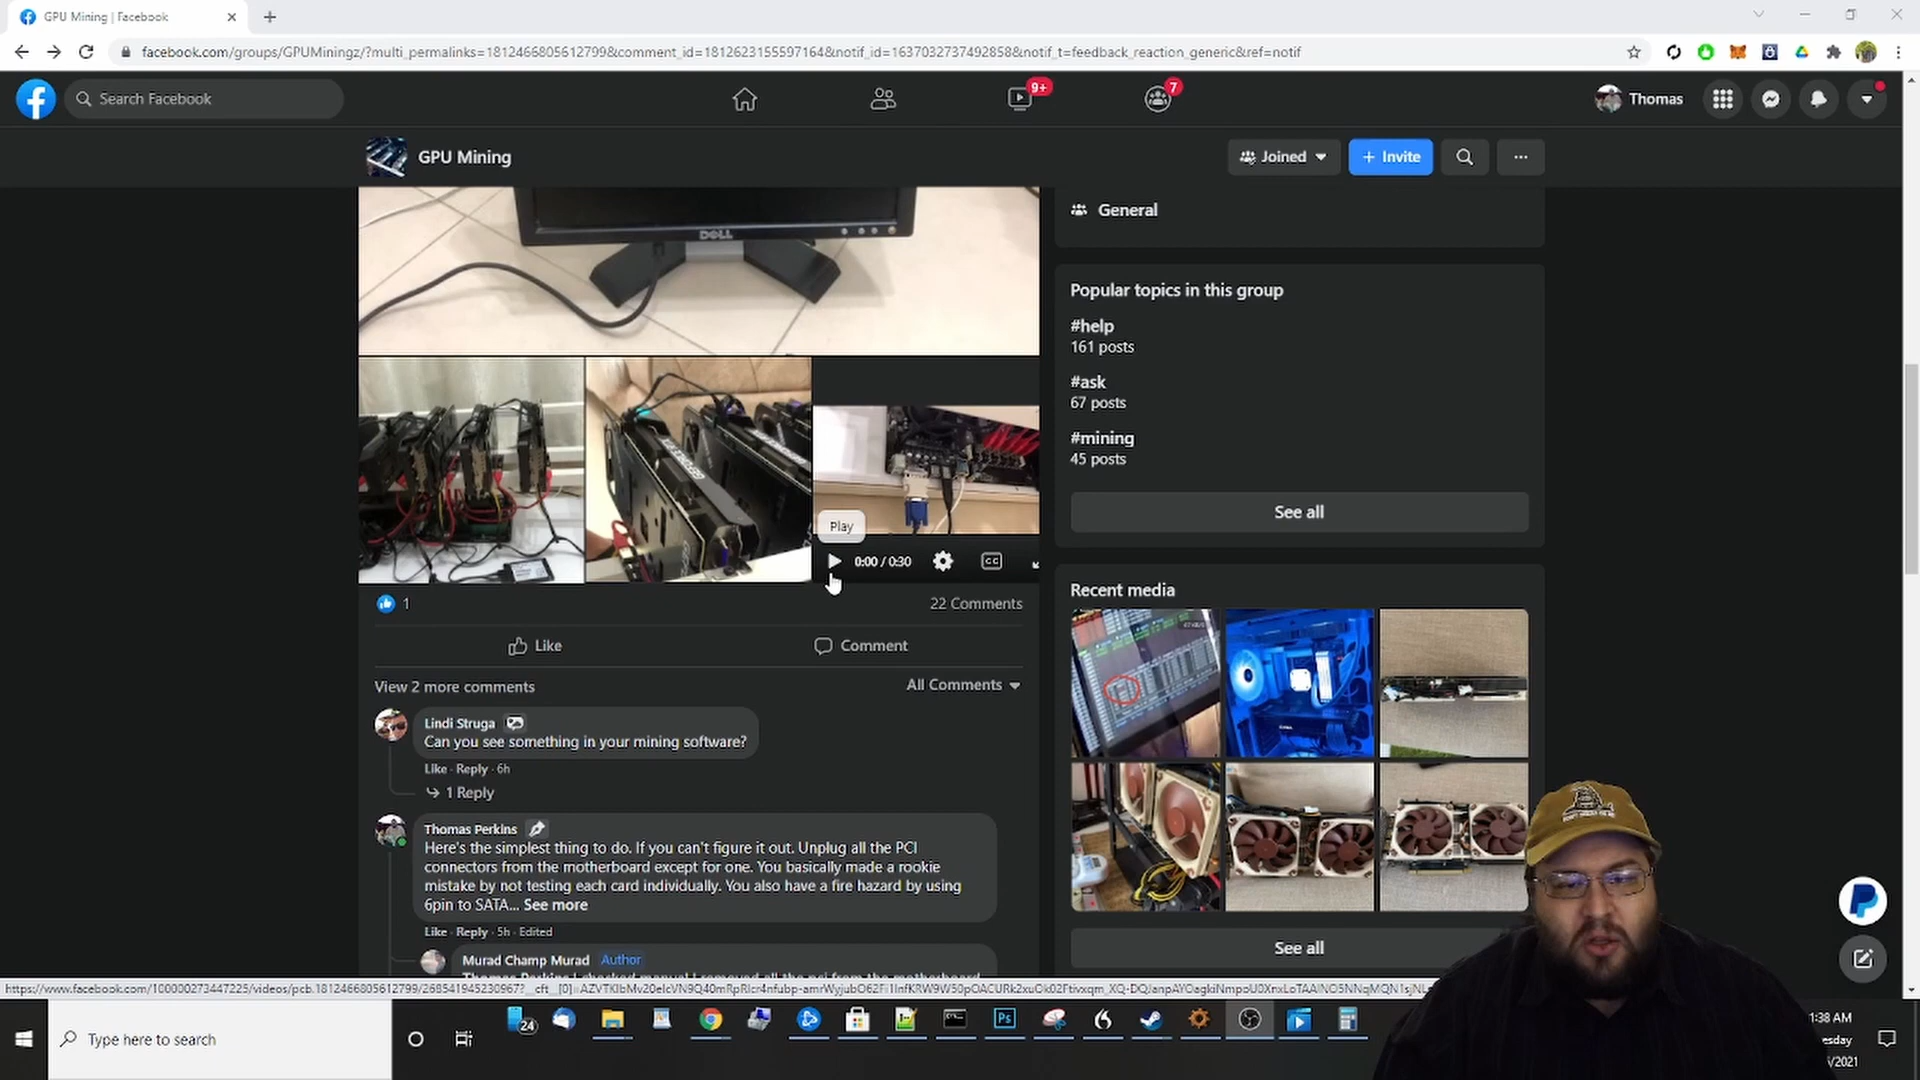 GPU Mining | Facebook
facebook.com/groups/GPUMiningz/?multi_permalinks=1812466805612799&comment_id=1812623155597164&notif_id=1637032737492858&notif_t=feedback_reaction_generic&ref=notif
Search Facebook
9+
7
Thomas
GPU Mining
Joined
+ Invite
DELL
General
Popular topics in this group
#help
161 posts
#ask
67 posts
#mining
45 posts
See all
Play
0:00 / 0:30
CC
1
22 Comments
Like
Comment
View 2 more comments
All Comments
Lindi Struga
Can you see something in your mining software?
Like · Reply · 6h
1 Reply
Thomas Perkins
Here's the simplest thing to do. If you can't figure it out. Unplug all the PCI
connectors from the motherboard except for one. You basically made a rookie
mistake by not testing each card individually. You also have a fire hazard by using
6pin to SATA... See more
Like · Reply · 5h · Edited
Murad Champ Murad Author
Recent media
See all
Type here to search
24
Ps
1:38 AM
/2021